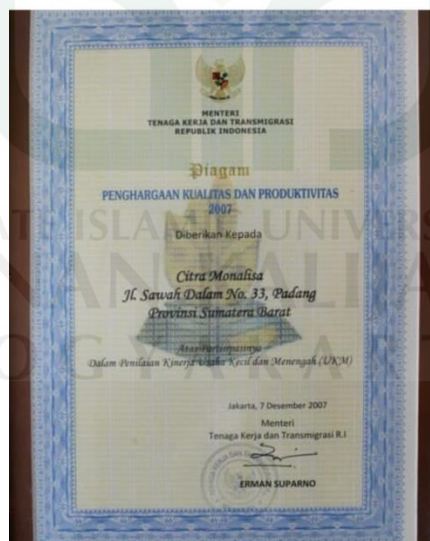 MENTERI
TENAGA KERJA DAN TRANSMIGRASI
REPUBLIK INDONESIA
Piagam
PENGHARGAAN KUALITAS DAN PRODUKTIVITAS
2007
Diberikan Kepada
Citra Monalisa
Jl. Sawah Dalam No. 33, Padang
Provinsi Sumatera Barat
Atas Partisipasinya
Dalam Penilaian Kinerja Usaha Kecil dan Menengah (UKM)
Jakarta, 7 Desember 2007
Menteri
Tenaga Kerja dan Transmigrasi R.I
ERMAN SUPARNO